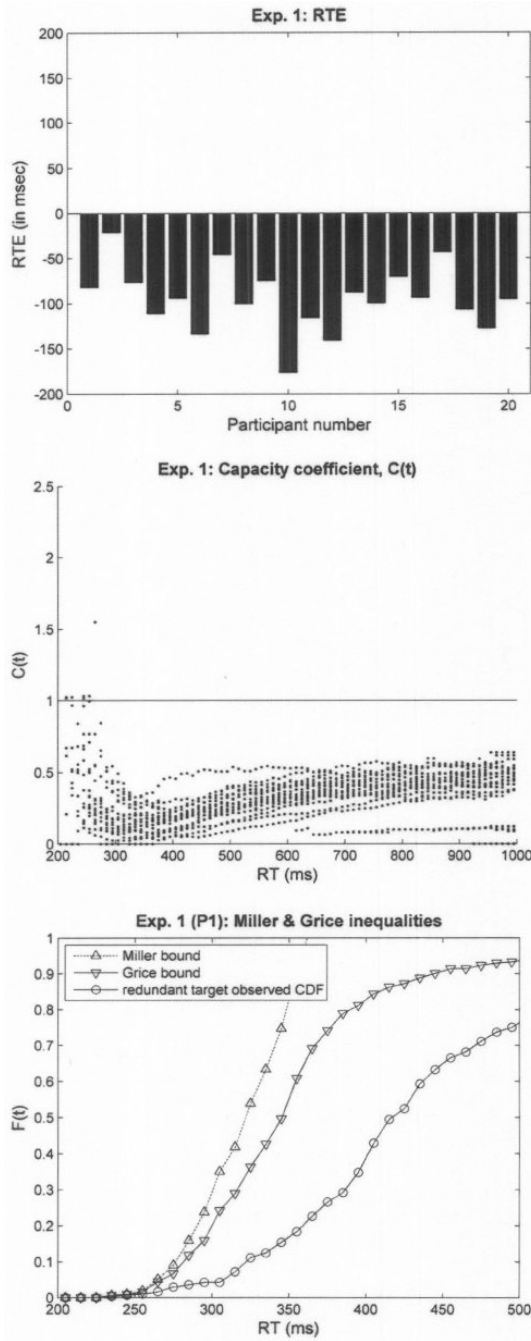 Exp. 1: RTE
200
150
100
50
0
-50
-100
-150
-200
RTE (in msec)
0 5 10 15 20
Participant number
Exp. 1: Capacity coefficient, C(t)
2.5
2
1.5
1
0.5
0
C(t)
200 300 400 500 600 700 800 900 1000
RT (ms)
Exp. 1 (P1): Miller & Grice inequalities
Miller bound
Grice bound
redundant target observed CDF
1
0.9
0.8
0.7
0.6
0.5
0.4
0.3
0.2
0.1
0
F(t)
200 250 300 350 400 450 500
RT (ms)